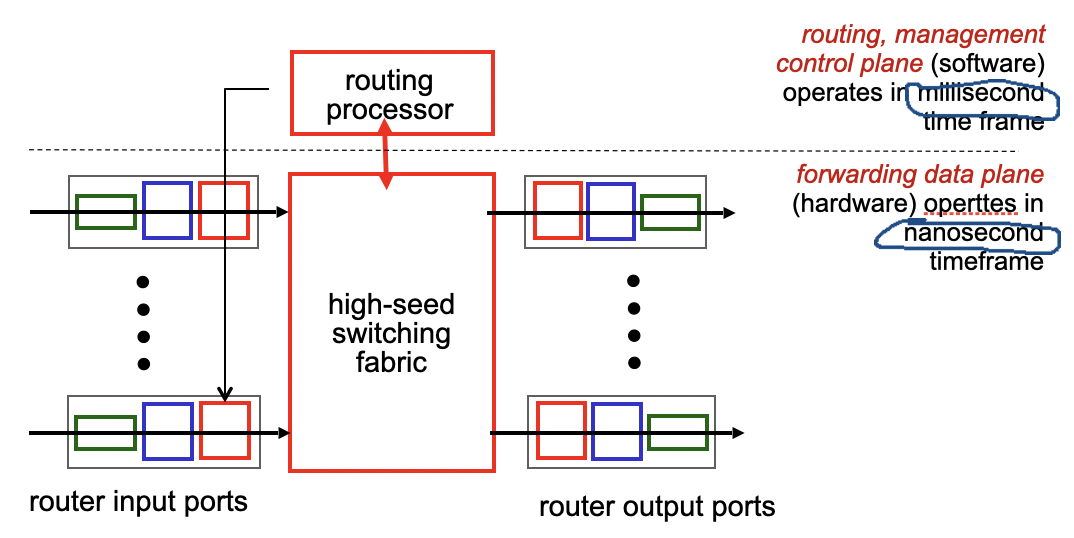 routing, management
control plane (software)
operates in millisecond
time frame
routing
processor
forwarding data plane
(hardware) operttes in
nanosecond
timeframe
high-seed
switching
fabric
router input ports
router output ports